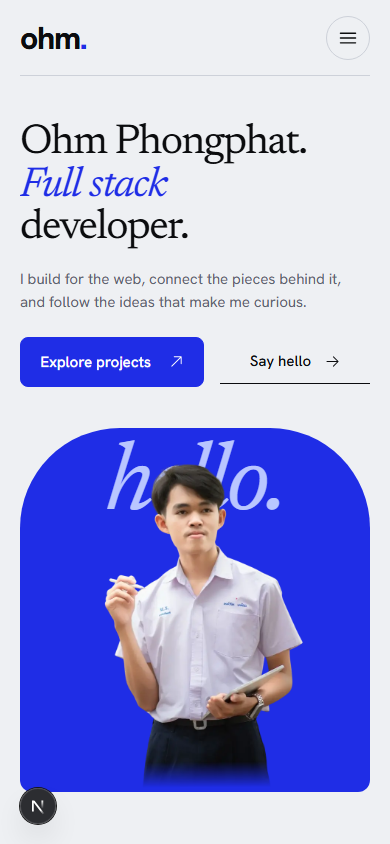 ohm.
Ohm Phongphat.
Full stack
developer.
I build for the web, connect the pieces behind it,
and follow the ideas that make me curious.
Explore projects
Say hello
hello.
N